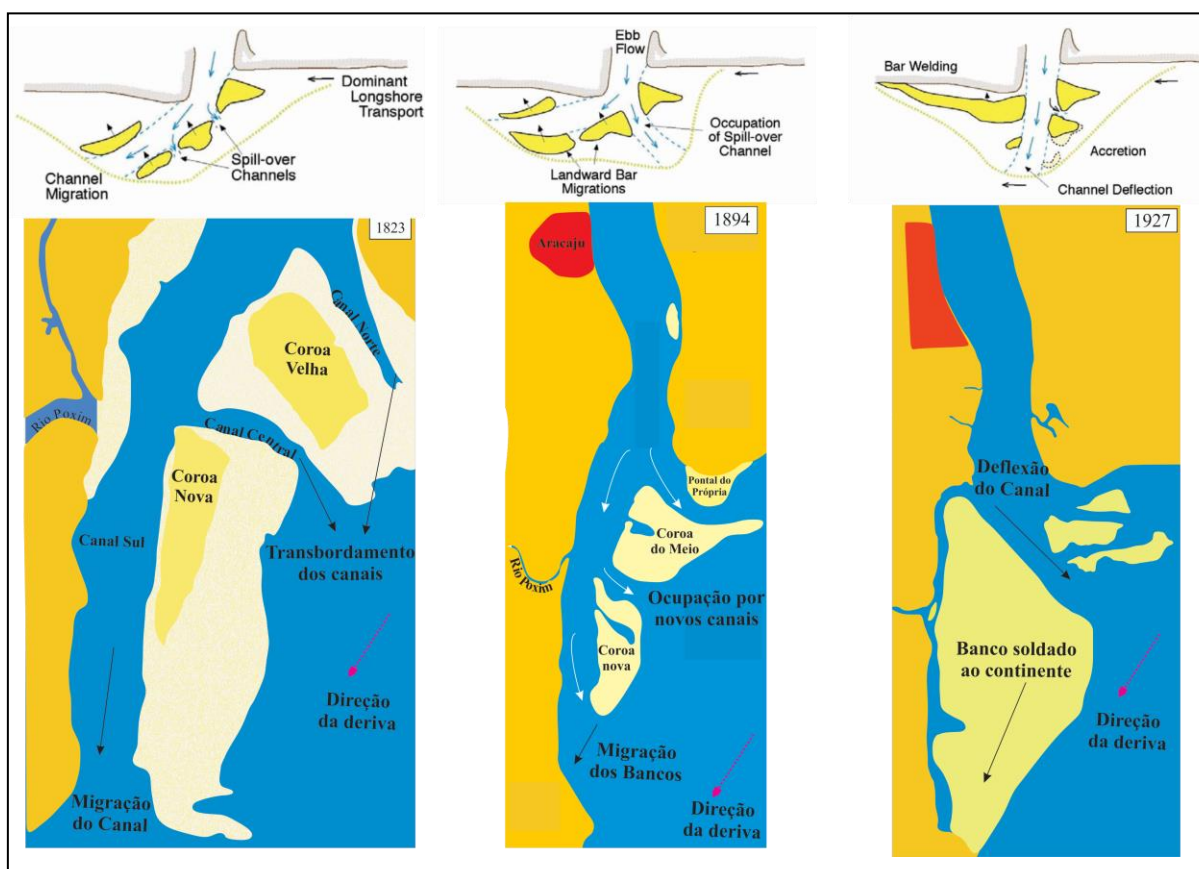 Dominant
Longshore
Transport
Spill-over
Channels
Channel
Migration
Ebb
Flow
Occupation
of Spill-over
Channel
Landward Bar
Migrations
Bar Welding
Accretion
Channel Deflection
1823
Canal Norte
Coroa
Velha
Rio Poxim
Canal Central
Coroa
Nova
Canal Sul
Transbordamento
dos canais
Direção
da deriva
Migração
do Canal
1894
Aracaju
Pontal do
Própria
Coroa
do Meio
Rio Poxim
Ocupação por
novos canais
Coroa
nova
Migração
dos Bancos
Direção
da deriva
1927
Deflexão
do Canal
Banco soldado
ao continente
Direção
da deriva